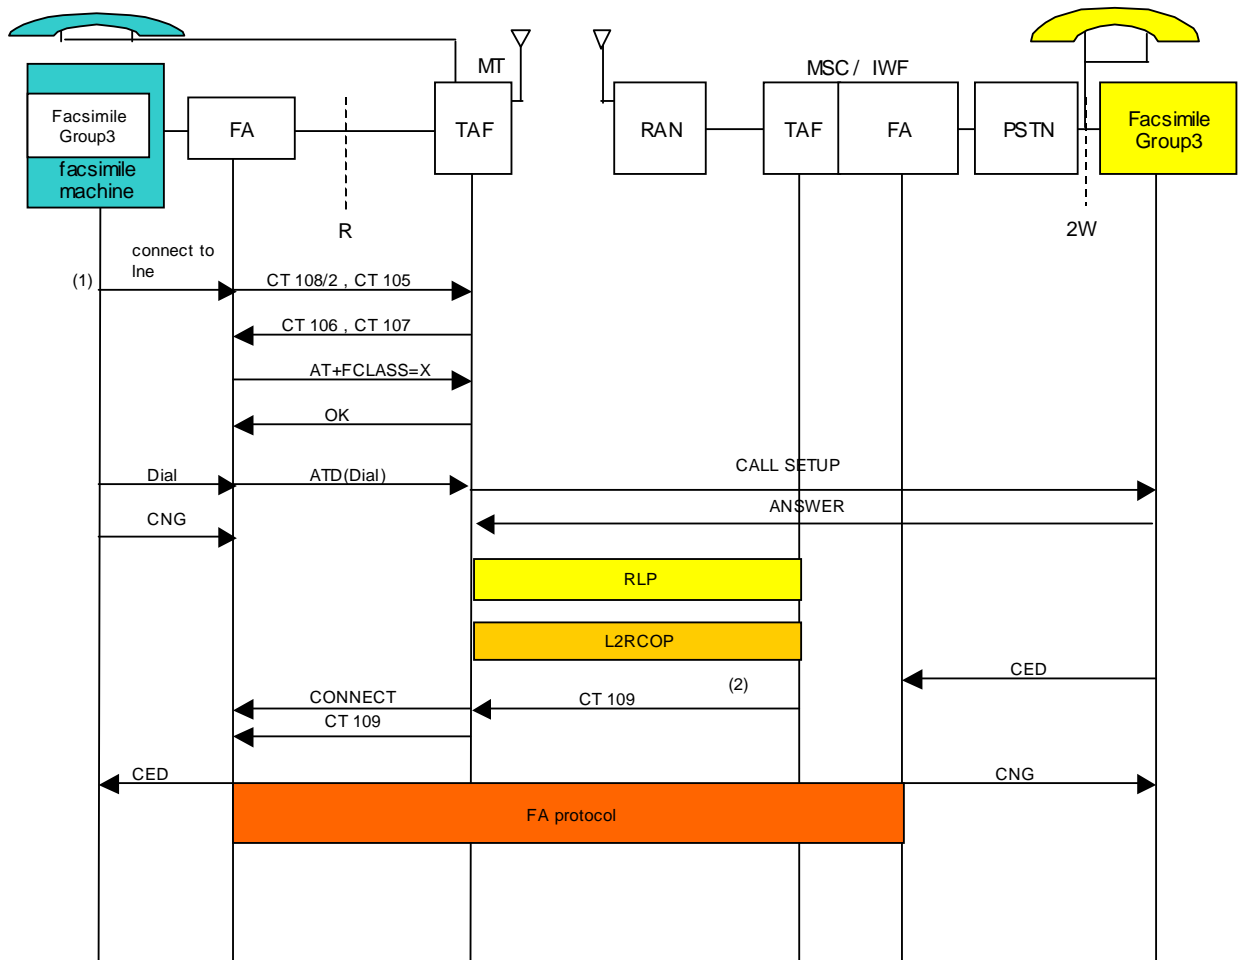 MT
MSC / IWF
Facsimile
Group3
facsimile
machine
FA
TAF
RAN
TAF
FA
PSTN
Facsimile
Group3
R
2W
connect to
lne
(1)
CT 108/2 , CT 105
CT 106 , CT 107
AT+FCLASS=X
OK
Dial
ATD(Dial)
CALL SETUP
ANSWER
CNG
RLP
L2RCOP
CED
(2)
CONNECT
CT 109
CT 109
CED
CNG
FA protocol